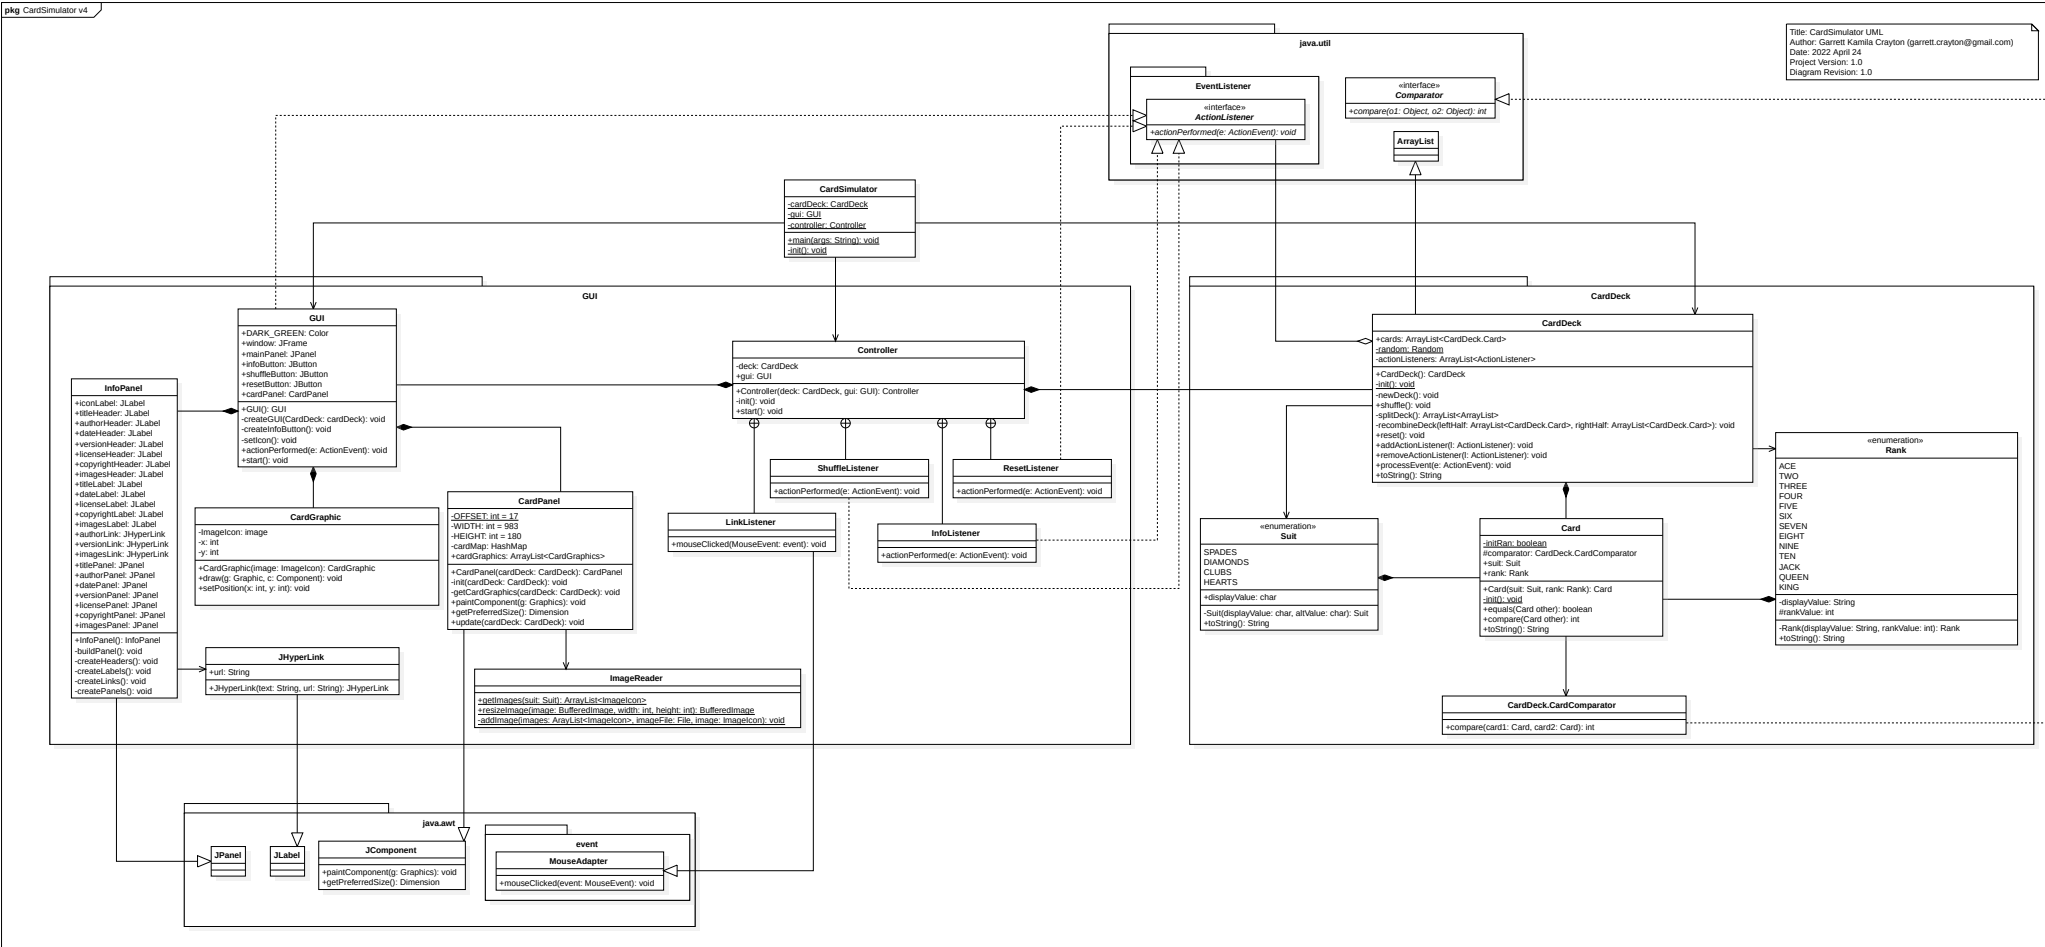 pkg CardSimulator v4
Title: CardSimulator UML
Author: Garrett Kamila Crayton (garrett.crayton@gmail.com)
Date: 2022 April 24
Project Version: 1.0
Diagram Revision: 1.0
java.util
EventListener
«interface»
ActionListener
+actionPerformed(e: ActionEvent): void
«interface»
Comparator
+compare(o1: Object, o2: Object): int
ArrayList
CardSimulator
-cardDeck: CardDeck
-gui: GUI
-controller: Controller
+main(args: String): void
-init(): void
GUI
GUI
+DARK_GREEN: Color
+window: JFrame
+mainPanel: JPanel
+infoButton: JButton
+shuffleButton: JButton
+resetButton: JButton
+cardPanel: CardPanel
+GUI(): GUI
-createGUI(CardDeck: cardDeck): void
-createInfoButton(): void
-setIcon(): void
+actionPerformed(e: ActionEvent): void
+start(): void
InfoPanel
+iconLabel: JLabel
+titleHeader: JLabel
+authorHeader: JLabel
+dateHeader: JLabel
+versionHeader: JLabel
+licenseHeader: JLabel
+copyrightHeader: JLabel
+imagesHeader: JLabel
+titleLabel: JLabel
+dateLabel: JLabel
+licenseLabel: JLabel
+copyrightLabel: JLabel
+imagesLabel: JLabel
+authorLink: JHyperLink
+versionLink: JHyperLink
+imagesLink: JHyperLink
+titlePanel: JPanel
+authorPanel: JPanel
+datePanel: JPanel
+versionPanel: JPanel
+licensePanel: JPanel
+copyrightPanel: JPanel
+imagesPanel: JPanel
+InfoPanel(): InfoPanel
-buildPanel(): void
-createHeaders(): void
-createLabels(): void
-createLinks(): void
-createPanels(): void
CardGraphic
-ImageIcon: image
-x: int
-y: int
+CardGraphic(image: ImageIcon): CardGraphic
+draw(g: Graphic, c: Component): void
+setPosition(x: int, y: int): void
JHyperLink
+url: String
+JHyperLink(text: String, url: String): JHyperLink
CardPanel
-OFFSET: int = 17
-WIDTH: int = 983
-HEIGHT: int = 180
-cardMap: HashMap
+cardGraphics: ArrayList<CardGraphics>
+CardPanel(cardDeck: CardDeck): CardPanel
-init(cardDeck: CardDeck): void
-getCardGraphics(cardDeck: CardDeck): void
+paintComponent(g: Graphics): void
+getPreferredSize(): Dimension
+update(cardDeck: CardDeck): void
ImageReader
+getImages(suit: Suit): ArrayList<ImageIcon>
+resizeImage(image: BufferedImage, width: int, height: int): BufferedImage
-addImage(images: ArayList<ImageIcon>, imageFile: File, image: ImageIcon): void
Controller
-deck: CardDeck
+gui: GUI
+Controller(deck: CardDeck, gui: GUI): Controller
-init(): void
+start(): void
ShuffleListener
+actionPerformed(e: ActionEvent): void
ResetListener
+actionPerformed(e: ActionEvent): void
LinkListener
+mouseClicked(MouseEvent: event): void
InfoListener
+actionPerformed(e: ActionEvent): void
CardDeck
CardDeck
+cards: ArrayList<CardDeck.Card>
-random: Random
-actionListeners: ArrayList<ActionListener>
+CardDeck(): CardDeck
-init(): void
-newDeck(): void
+shuffle(): void
-splitDeck(): ArrayList<ArrayList>
-recombineDeck(leftHalf: ArrayList<CardDeck.Card>, rightHalf: ArrayList<CardDeck.Card>): void
+reset(): void
+addActionListener(l: ActionListener): void
+removeActionListener(l: ActionListener): void
+processEvent(e: ActionEvent): void
+toString(): String
«enumeration»
Rank
ACE
TWO
THREE
FOUR
FIVE
SIX
SEVEN
EIGHT
NINE
TEN
JACK
QUEEN
KING
-displayValue: String
#rankValue: int
-Rank(displayValue: String, rankValue: int): Rank
+toString(): String
«enumeration»
Suit
SPADES
DIAMONDS
CLUBS
HEARTS
+displayValue: char
-Suit(displayValue: char, altValue: char): Suit
+toString(): String
Card
-initRan: boolean
#comparator: CardDeck.CardComparator
+suit: Suit
+rank: Rank
+Card(suit: Suit, rank: Rank): Card
-init(): void
+equals(Card other): boolean
+compare(Card other): int
+toString(): String
CardDeck.CardComparator
+compare(card1: Card, card2: Card): int
java.awt
JPanel
JLabel
JComponent
+paintComponent(g: Graphics): void
+getPreferredSize(): Dimension
event
MouseAdapter
+mouseClicked(event: MouseEvent): void